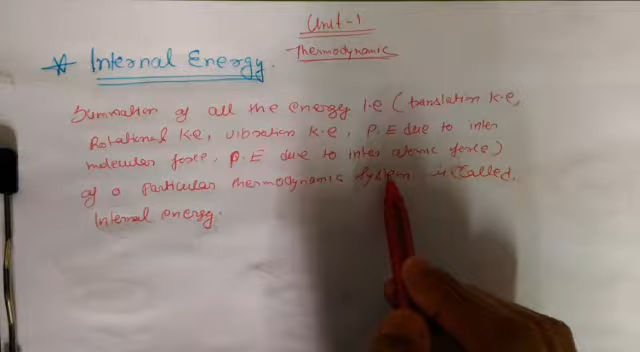 Unit-1
Thermodynamic
Internal Energy.
Summation of all the energy i.e (translation K.e,
Rotational K.e, vibration K.e, P.E due to inter
molecular force, P.E due to inter atomic force)
of a particular thermodynamic system is called.
Internal energy.